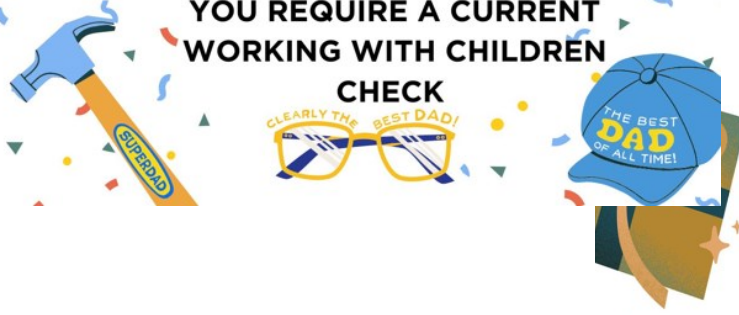 YOU REQUIRE A CURRENT
WORKING WITH CHILDREN
CHECK
CLEARLY THE BEST DAD!
SUPERDAD
THE BEST
DAD
OF ALL TIME!